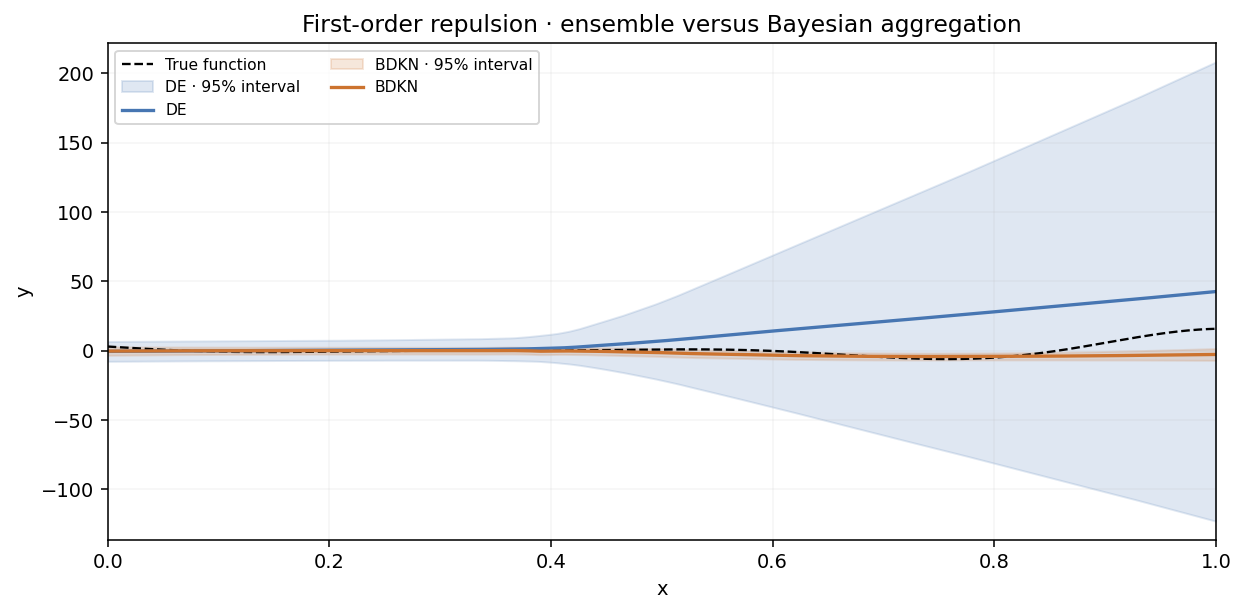 First-order repulsion · ensemble versus Bayesian aggregation
True function
DE · 95% interval
DE
BDKN · 95% interval
BDKN
200
150
100
50
0
−50
−100
y
0.0 0.2 0.4 0.6 0.8 1.0
x